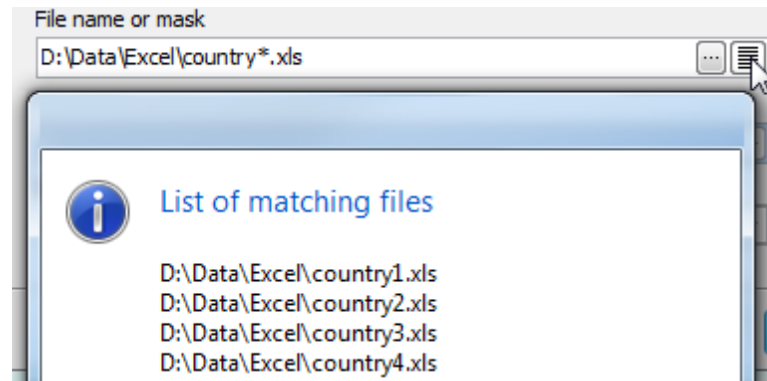 File name or mask
D:\Data\Excel\country*.xls
...
List of matching files
D:\Data\Excel\country1.xls
D:\Data\Excel\country2.xls
D:\Data\Excel\country3.xls
D:\Data\Excel\country4.xls